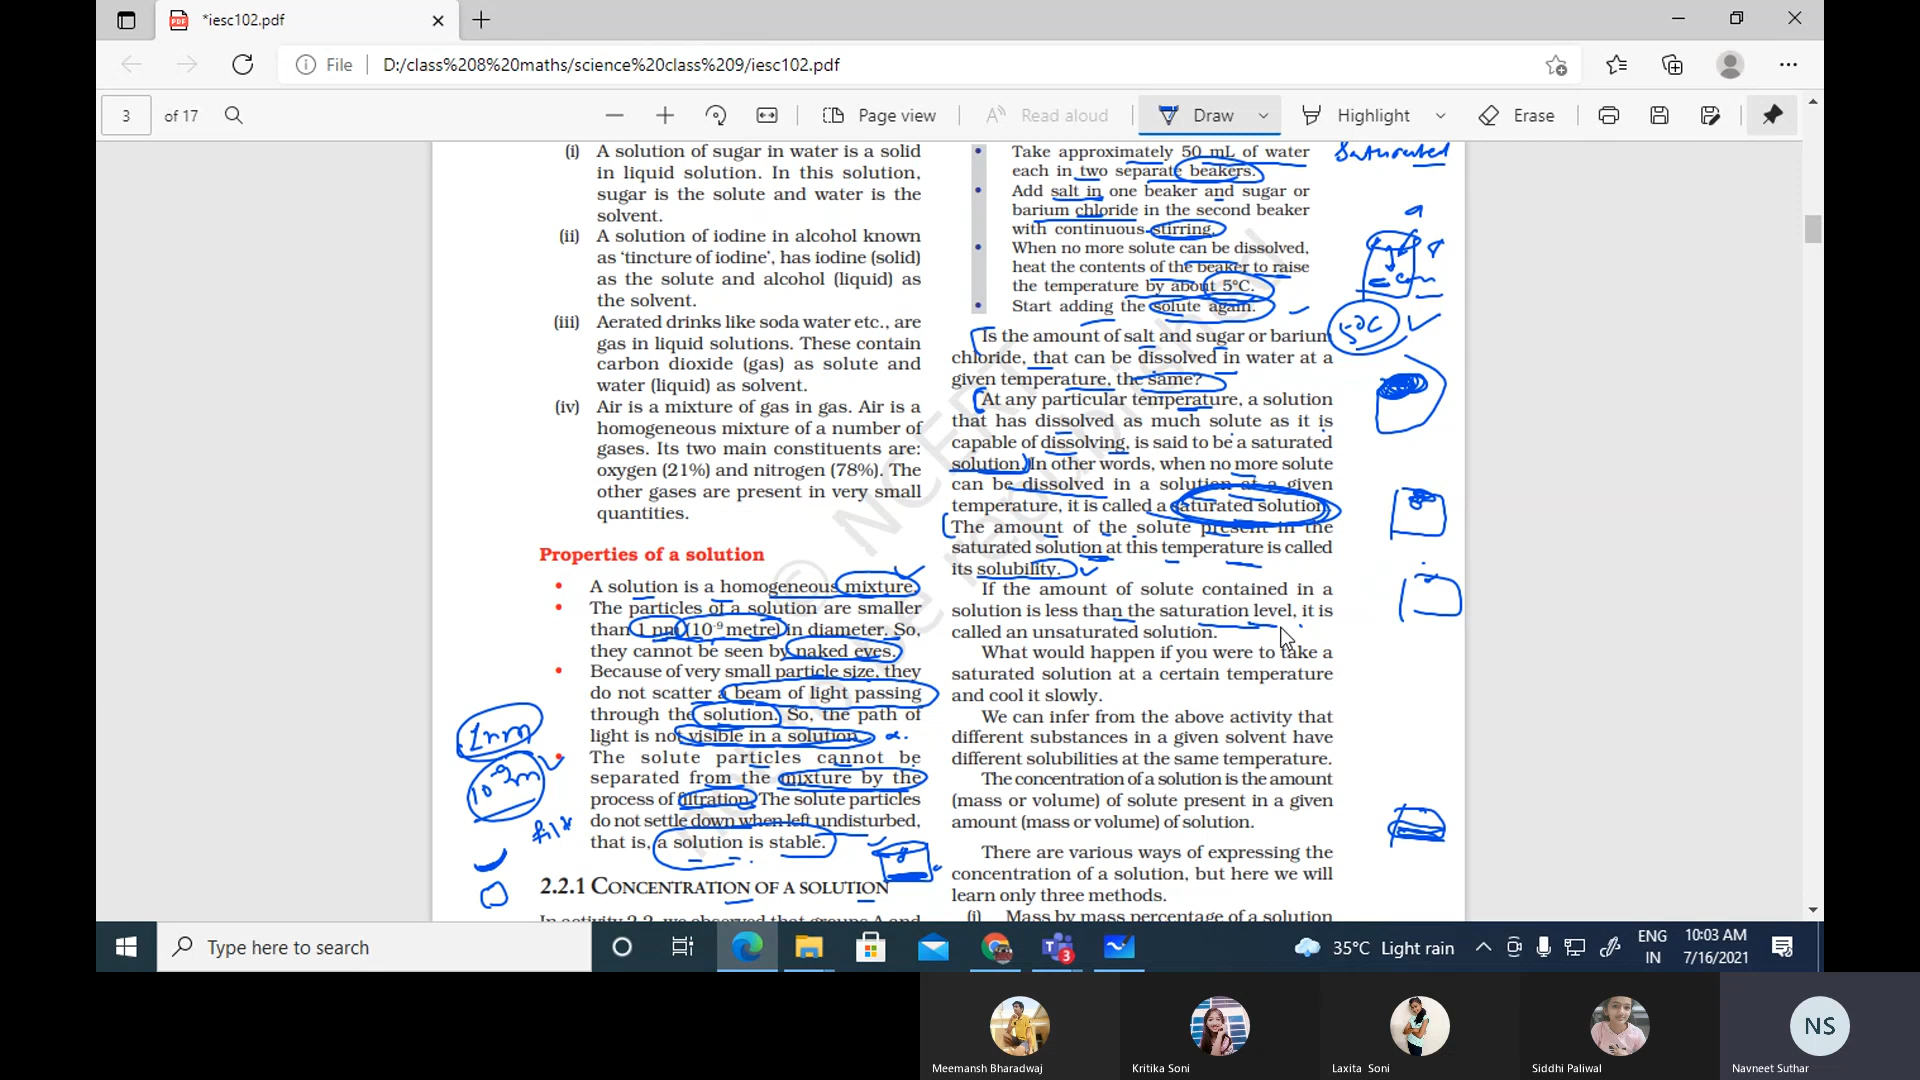 *iesc102.pdf
File
D:/class%208%20maths/science%20class%209/iesc102.pdf
3 of 17
Page view
Read aloud
Draw
Highlight
Erase
(i) A solution of sugar in water is a solid
in liquid solution. In this solution,
sugar is the solute and water is the
solvent.
(ii) A solution of iodine in alcohol known
as ‘tincture of iodine’, has iodine (solid)
as the solute and alcohol (liquid) as
the solvent.
(iii) Aerated drinks like soda water etc., are
gas in liquid solutions. These contain
carbon dioxide (gas) as solute and
water (liquid) as solvent.
(iv) Air is a mixture of gas in gas. Air is a
homogeneous mixture of a number of
gases. Its two main constituents are:
oxygen (21%) and nitrogen (78%). The
other gases are present in very small
quantities.
Properties of a solution
• A solution is a homogeneous mixture.
• The particles of a solution are smaller
than 1 nm (10-9 metre) in diameter. So,
they cannot be seen by naked eyes.
• Because of very small particle size, they
do not scatter a beam of light passing
through the solution. So, the path of
light is not visible in a solution.
• The solute particles cannot be
separated from the mixture by the
process of filtration. The solute particles
do not settle down when left undisturbed,
that is, a solution is stable.
1nm
10-9m
2.2.1 CONCENTRATION OF A SOLUTION
In activity 2.2, we observed that groups A and
• Take approximately 50 mL of water
each in two separate beakers.
• Add salt in one beaker and sugar or
barium chloride in the second beaker
with continuous stirring.
• When no more solute can be dissolved,
heat the contents of the beaker to raise
the temperature by about 5°C.
• Start adding the solute again.
Saturated
5°C
Is the amount of salt and sugar or barium
chloride, that can be dissolved in water at a
given temperature, the same?
At any particular temperature, a solution
that has dissolved as much solute as it is
capable of dissolving, is said to be a saturated
solution. In other words, when no more solute
can be dissolved in a solution at a given
temperature, it is called a saturated solution.
The amount of the solute present in the
saturated solution at this temperature is called
its solubility.
If the amount of solute contained in a
solution is less than the saturation level, it is
called an unsaturated solution.
What would happen if you were to take a
saturated solution at a certain temperature
and cool it slowly.
We can infer from the above activity that
different substances in a given solvent have
different solubilities at the same temperature.
The concentration of a solution is the amount
(mass or volume) of solute present in a given
amount (mass or volume) of solution.
There are various ways of expressing the
concentration of a solution, but here we will
learn only three methods.
(i) Mass by mass percentage of a solution
© NCERT
Type here to search
3
35°C Light rain
ENG
IN
10:03 AM
7/16/2021
NS
Meemansh Bharadwaj
Kritika Soni
Laxita Soni
Siddhi Paliwal
Navneet Suthar